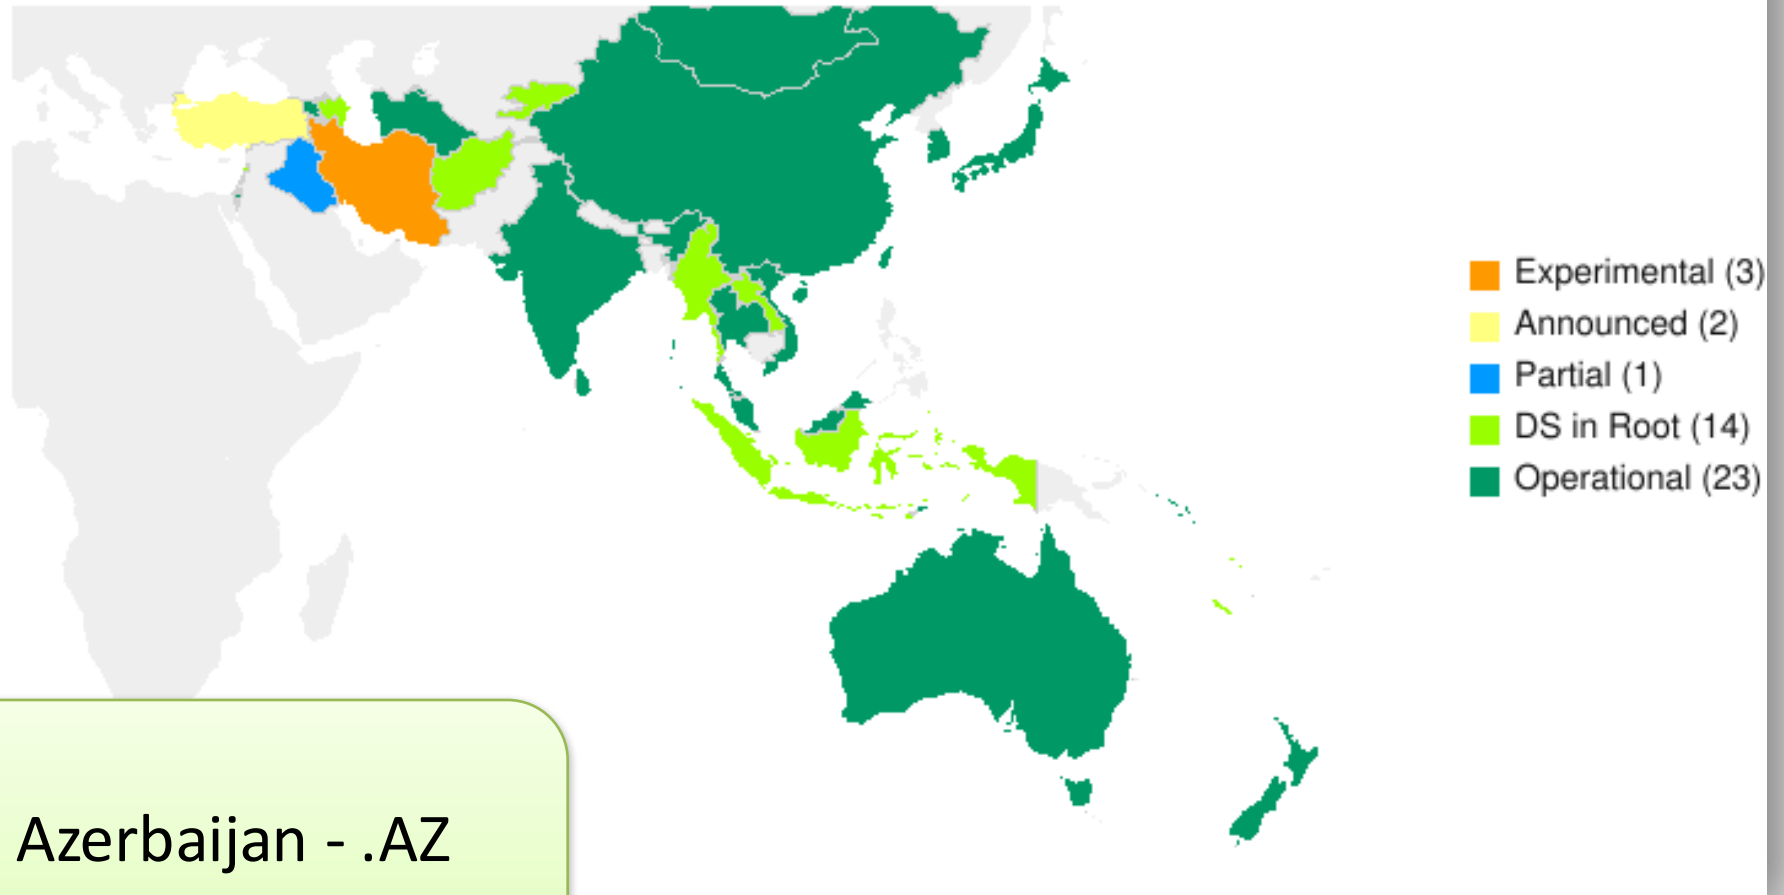 Experimental (3)
Announced (2)
Partial (1)
DS in Root (14)
Operational (23)
Azerbaijan - .AZ